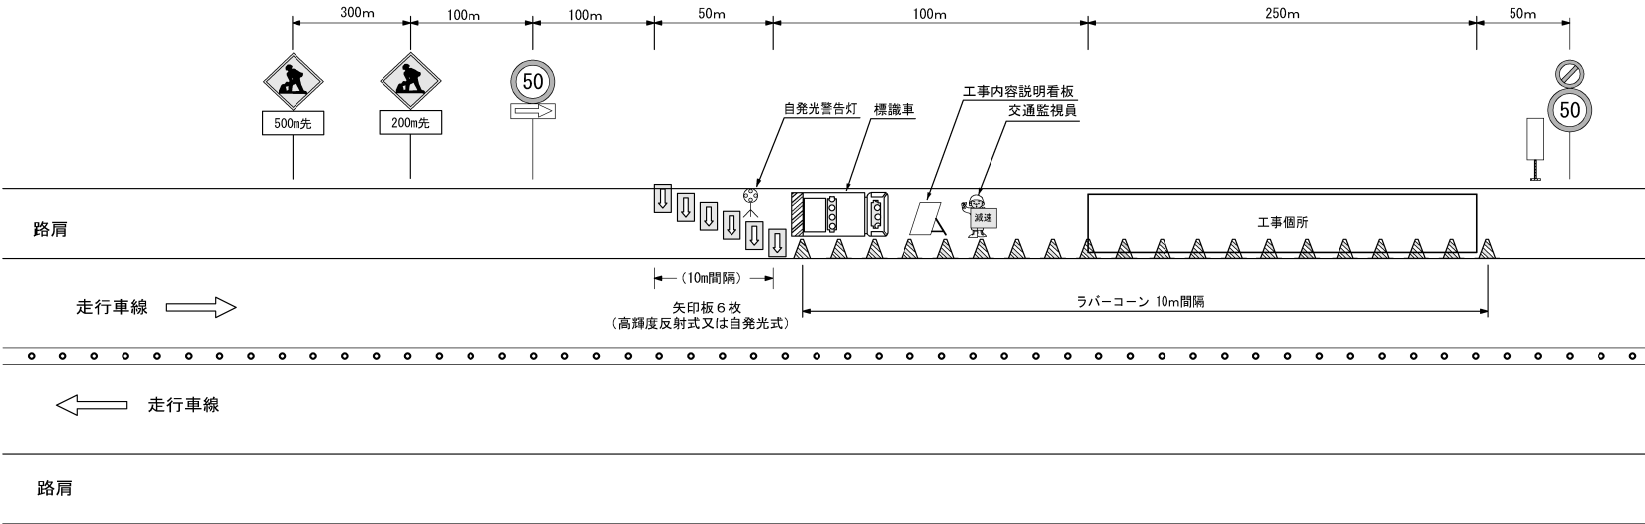 300m
100m
100m
50m
100m
250m
50m
50
50
500m先
200m先
自発光警告灯
標識車
工事内容説明看板
交通監視員
減速
路肩
工事個所
(10m間隔)
走行車線
矢印板6枚
(高輝度反射式又は自発光式)
ラバーコーン 10m間隔
走行車線
路肩